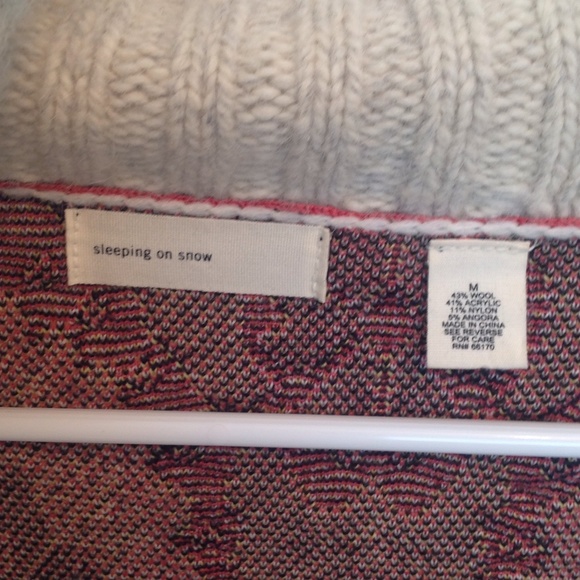 sleeping on snow
M
43% WOOL
41% ACRYLIC
11% NYLON
5% ANGORA
MADE IN CHINA
SEE REVERSE
FOR CARE
RN# 66170